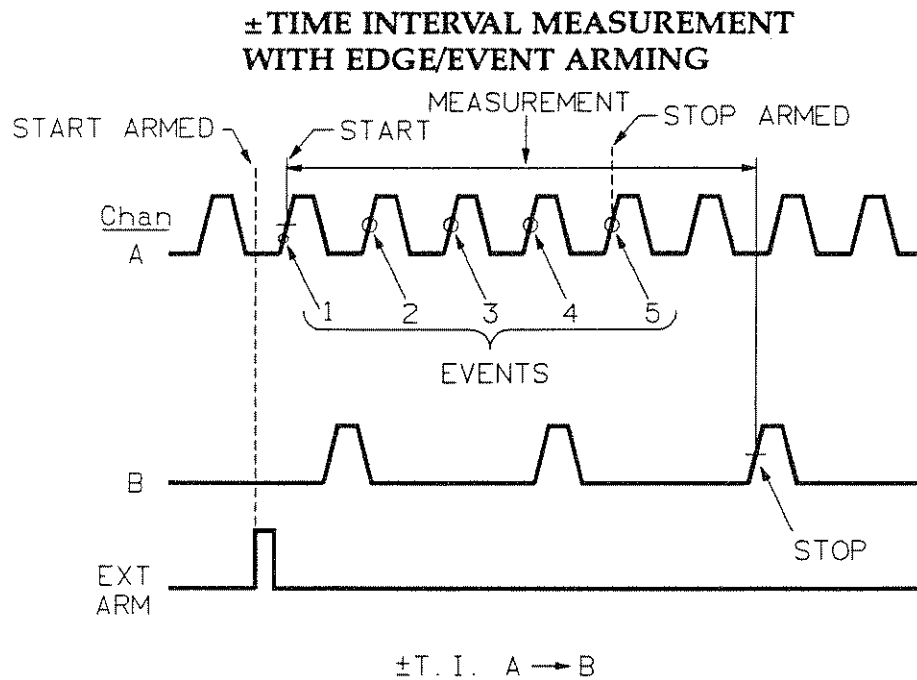 ±TIME INTERVAL MEASUREMENT
WITH EDGE/EVENT ARMING
MEASUREMENT
START ARMED
START
STOP ARMED
Chan
A
1 2 3 4 5
EVENTS
B
STOP
EXT
ARM
±T.I. A → B